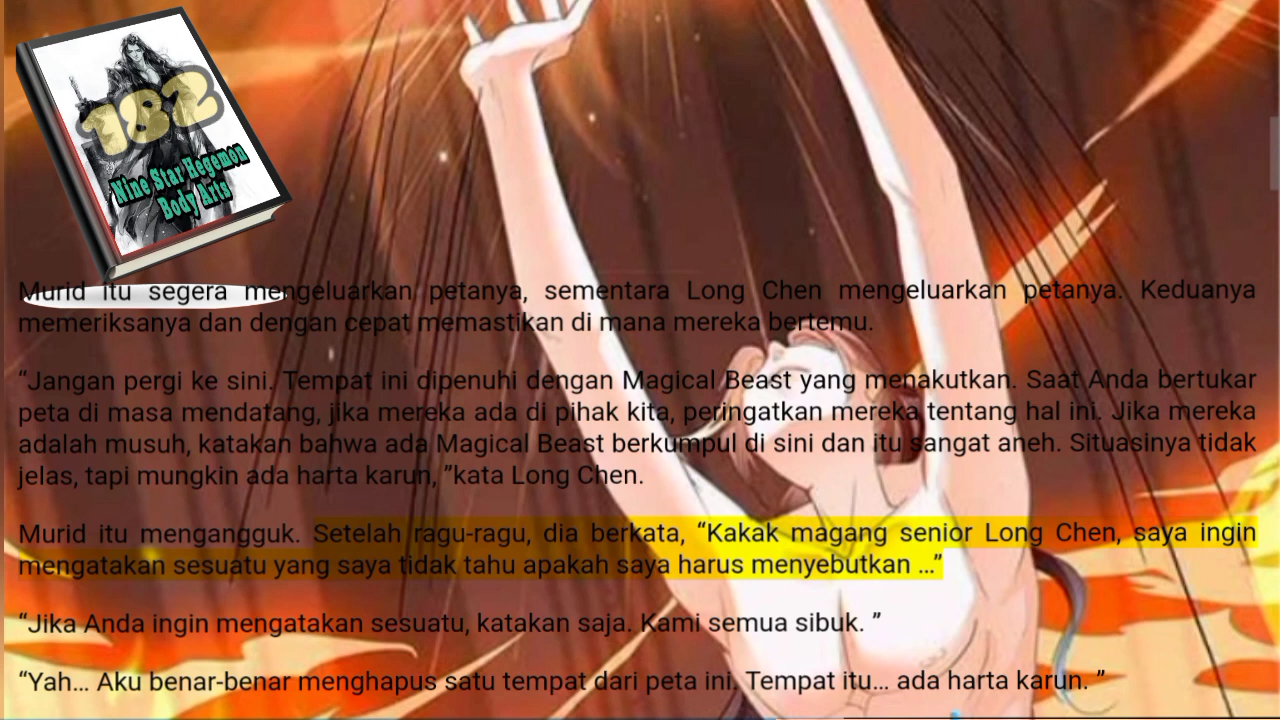 182
Nine Star Hegemon
Body Arts
Murid itu segera mengeluarkan petanya, sementara Long Chen mengeluarkan petanya. Keduanya
memeriksanya dan dengan cepat memastikan di mana mereka bertemu.
“Jangan pergi ke sini. Tempat ini dipenuhi dengan Magical Beast yang menakutkan. Saat Anda bertukar
peta di masa mendatang, jika mereka ada di pihak kita, peringatkan mereka tentang hal ini. Jika mereka
adalah musuh, katakan bahwa ada Magical Beast berkumpul di sini dan itu sangat aneh. Situasinya tidak
jelas, tapi mungkin ada harta karun, ”kata Long Chen.
Murid itu mengangguk. Setelah ragu-ragu, dia berkata, “Kakak magang senior Long Chen, saya ingin
mengatakan sesuatu yang saya tidak tahu apakah saya harus menyebutkan …”
“Jika Anda ingin mengatakan sesuatu, katakan saja. Kami semua sibuk. ”
“Yah… Aku benar-benar menghapus satu tempat dari peta ini. Tempat itu… ada harta karun. ”